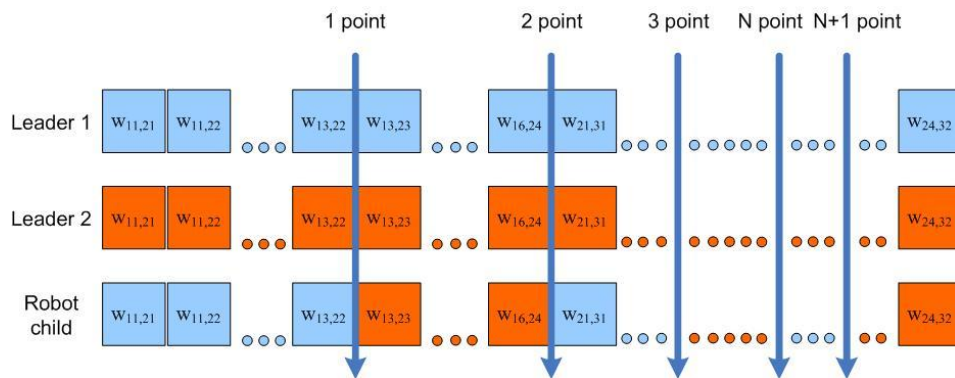 1 point 2 point 3 point N point N+1 point
Leader 1 W11,21 W11,22 W13,22 W13,23 W16,24 W21,31 W24,32
Leader 2 W11,21 W11,22 W13,22 W13,23 W16,24 W21,31 W24,32
Robot
child W11,21 W11,22 W13,22 W13,23 W16,24 W21,31 W24,32